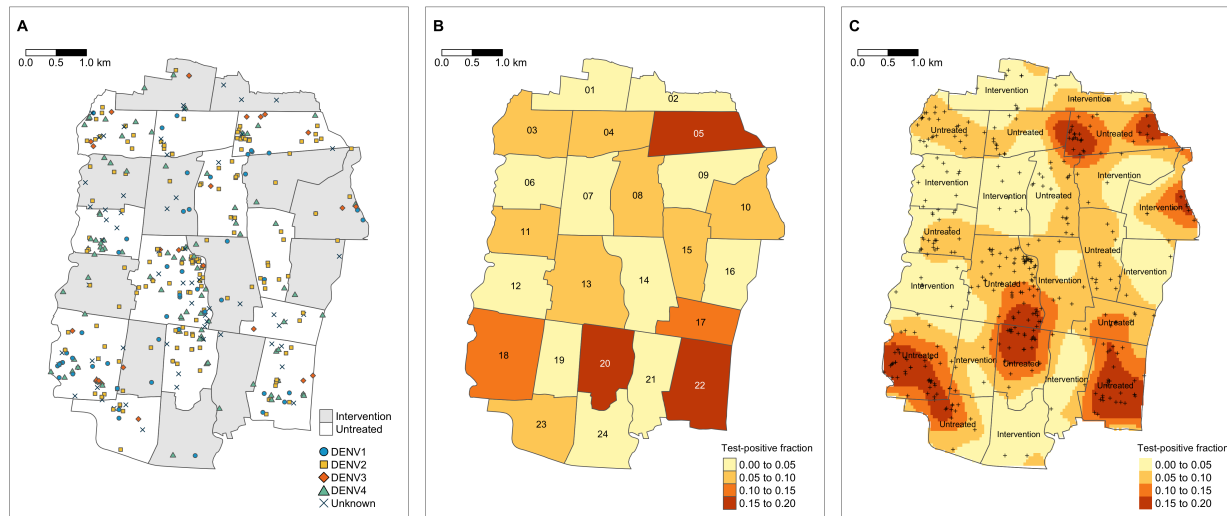 A
0.0 0.5 1.0 km
Intervention
Untreated
DENV1
DENV2
DENV3
DENV4
Unknown
B
0.0 0.5 1.0 km
01
02
03
04
05
06
07
08
09
10
11
12
13
14
15
16
17
18
19
20
21
22
23
24
Test-positive fraction
0.00 to 0.05
0.05 to 0.10
0.10 to 0.15
0.15 to 0.20
C
0.0 0.5 1.0 km
Intervention
Intervention
Untreated
Untreated
Untreated
Intervention
Intervention
Intervention
Untreated
Intervention
Untreated
Untreated
Intervention
Intervention
Untreated
Intervention
Untreated
Untreated
Intervention
Untreated
Intervention
Untreated
Untreated
Intervention
Test-positive fraction
0.00 to 0.05
0.05 to 0.10
0.10 to 0.15
0.15 to 0.20